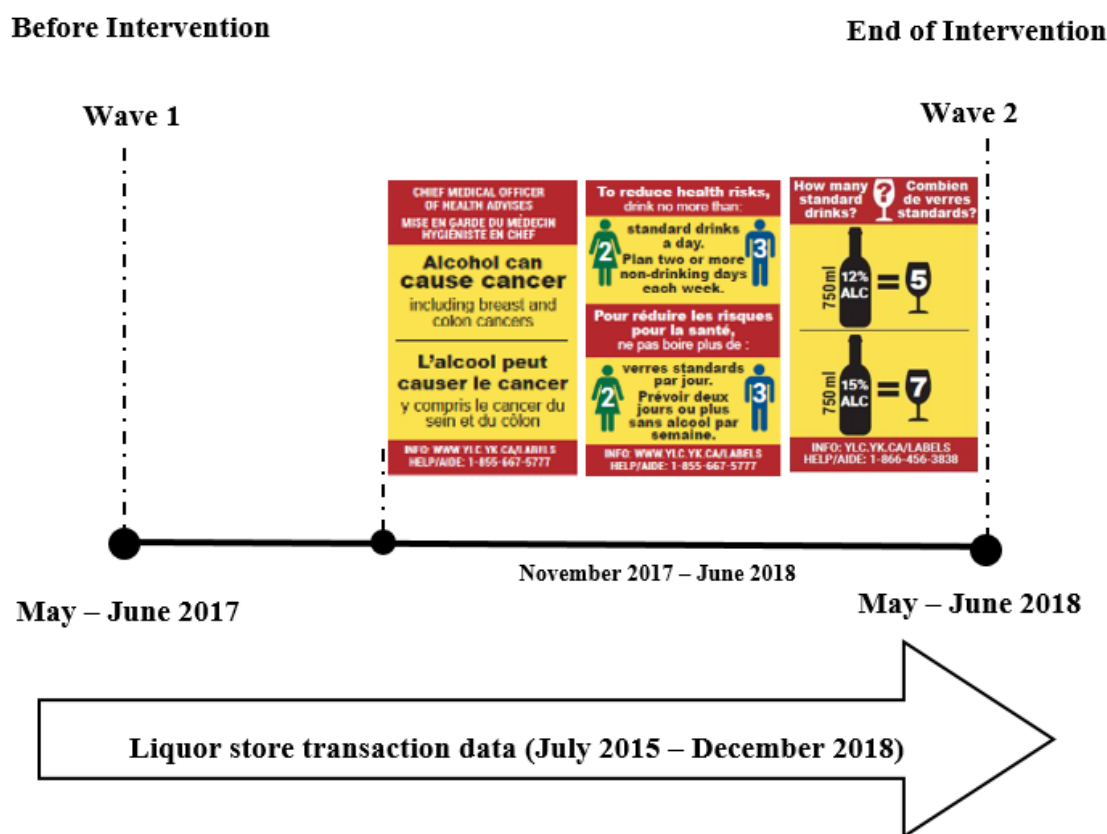 Before Intervention
End of Intervention
Wave 1
Wave 2
CHIEF MEDICAL OFFICER
OF HEALTH ADVISES
MISE EN GARDE DU MÉDECIN
HYGIÉNISTE EN CHEF
Alcohol can
cause cancer
including breast and
colon cancers
L'alcool peut
causer le cancer
y compris le cancer du
sein et du côlon
INFO: WWW.YLC.YK.CA/LABELS
HELP/AIDE: 1-855-667-5777
To reduce health risks,
drink no more than:
2
standard drinks
a day.
Plan two or more
non-drinking days
each week.
3
Pour réduire les risques
pour la santé,
ne pas boire plus de :
2
verres standards
par jour.
Prévoir deux
jours ou plus
sans alcool par
semaine.
3
INFO: WWW.YLC.YK.CA/LABELS
HELP/AIDE: 1-855-667-5777
How many
standard
drinks?
?
Combien
de verres
standards?
750 ml
12%
ALC
=
5
750 ml
15%
ALC
=
7
INFO: YLC.YK.CA/LABELS
HELP/AIDE: 1-866-456-3838
November 2017 – June 2018
May – June 2017
May – June 2018
Liquor store transaction data (July 2015 – December 2018)